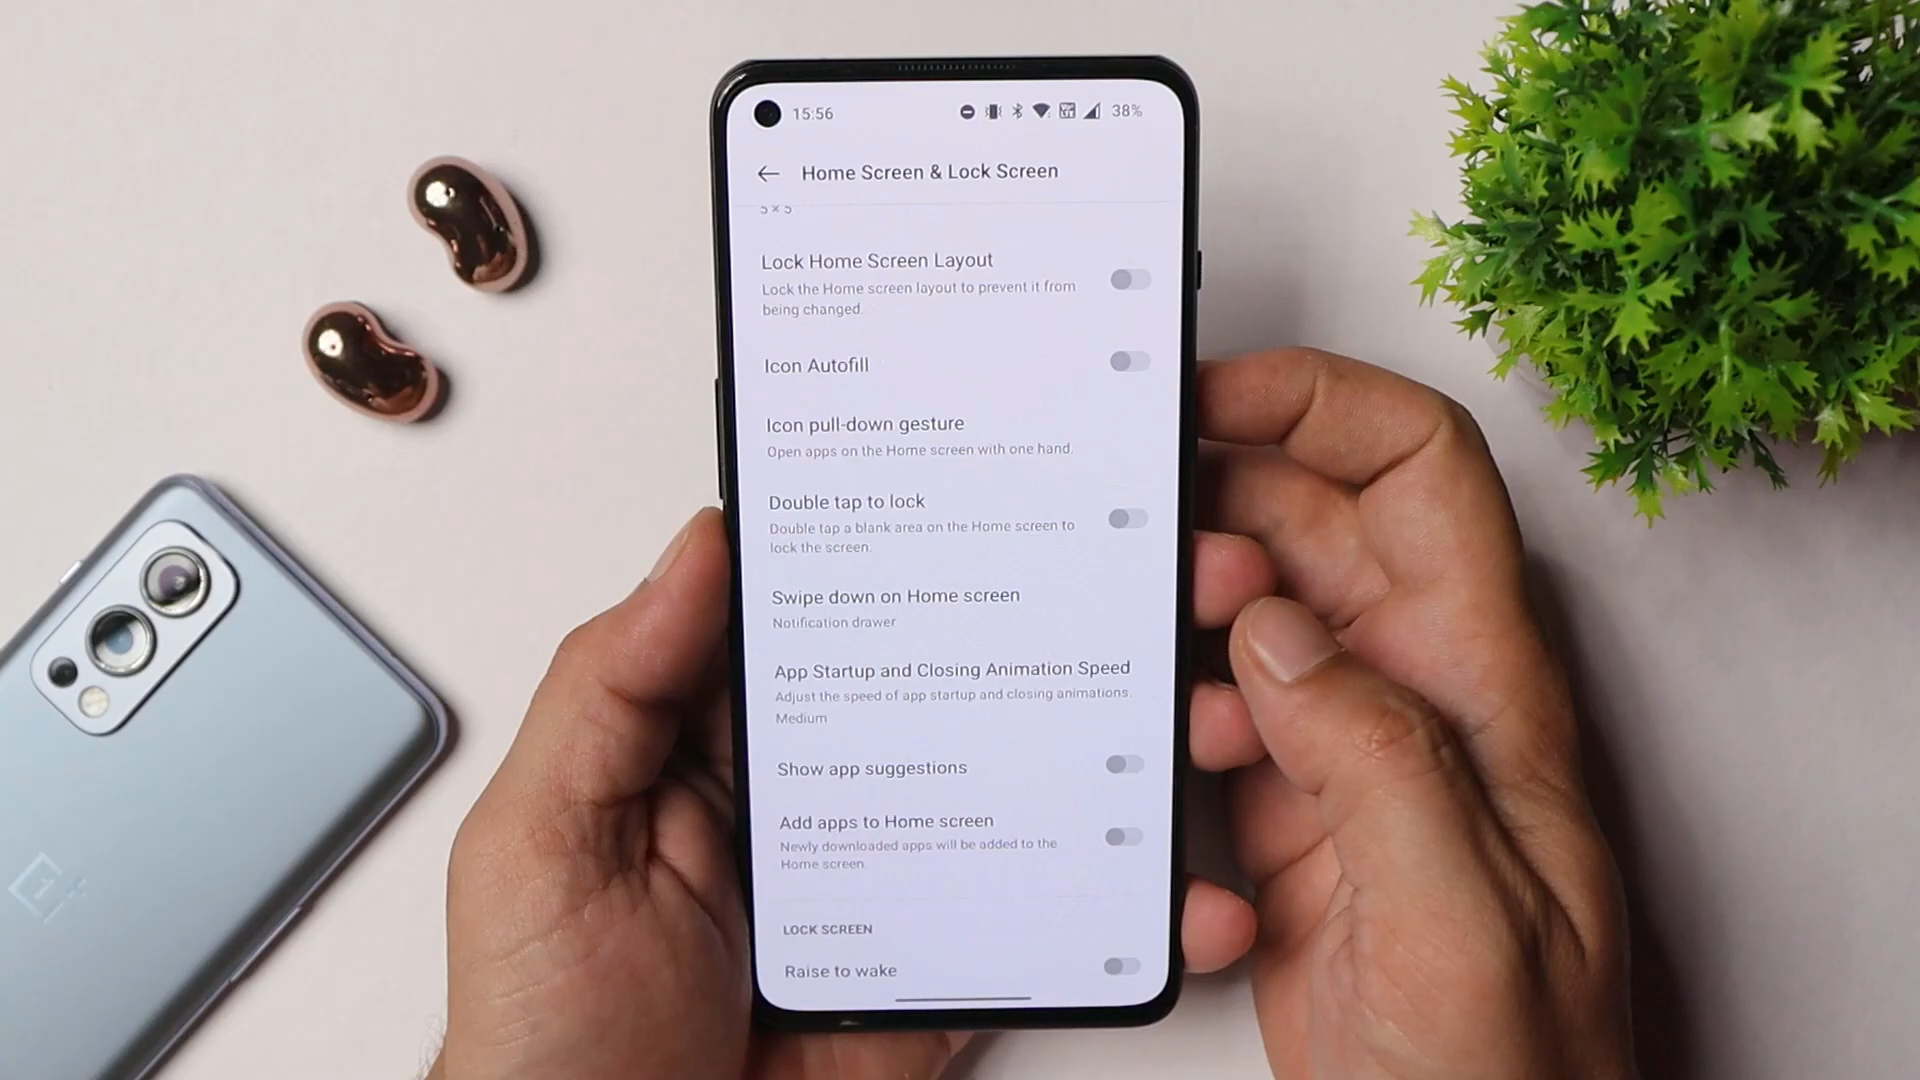 15:56
38%
Home Screen & Lock Screen
5 × 5
Lock Home Screen Layout
Lock the Home screen layout to prevent it from
being changed.
Icon Autofill
Icon pull-down gesture
Open apps on the Home screen with one hand.
Double tap to lock
Double tap a blank area on the Home screen to
lock the screen.
Swipe down on Home screen
Notification drawer
App Startup and Closing Animation Speed
Adjust the speed of app startup and closing animations.
Medium
Show app suggestions
Add apps to Home screen
Newly downloaded apps will be added to the
Home screen.
LOCK SCREEN
Raise to wake